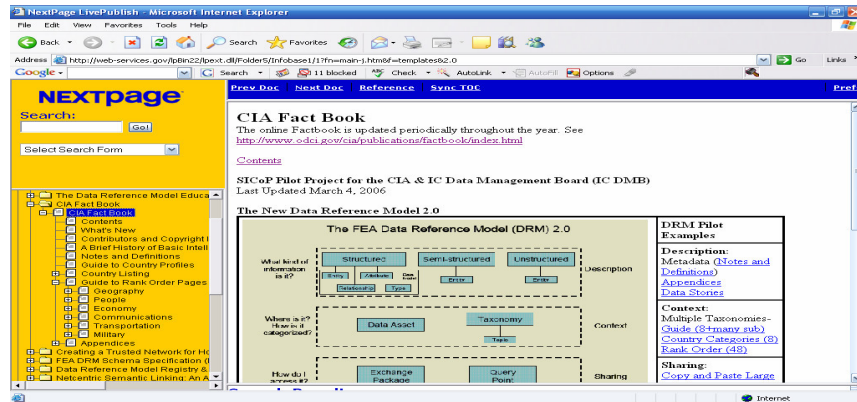 NextPage LivePublish - Microsoft Internet Explorer
File Edit View Favorites Tools Help
Back Search Favorites
Address http://web-services.gov/lpBin22/lpext.dll/Folder5/Infobase1/1?fn=main-j.htm&f=templates&2.0 Go Links
Google Search 11 blocked Check AutoLink AutoFill Options
NEXTpage
Search:
Go!
Select Search Form
The Data Reference Model Educa
CIA Fact Book
CIA Fact Book
Contents
What's New
Contributors and Copyright I
A Brief History of Basic Intell
Notes and Definitions
Guide to Country Profiles
Country Listing
Guide to Rank Order Pages
Geography
People
Economy
Communications
Transportation
Military
Appendices
Creating a Trusted Network for Ho
FEA DRM Schema Specification (I
Data Reference Model Registry &
Netcentric Semantic Linking: An A
Prev Doc Next Doc Reference Sync TOC Pref
CIA Fact Book
The online Factbook is updated periodically throughout the year. See
http://www.odci.gov/cia/publications/factbook/index.html
Contents
SICoP Pilot Project for the CIA & IC Data Management Board (IC DMB)
Last Updated March 4, 2006
The New Data Reference Model 2.0
The FEA Data Reference Model (DRM) 2.0
What kind of
information
is it?
Structured Semi-structured Unstructured
Entity Attribute Data
Relationship Type
Entity
Entity
Description
Where is it?
How is it
categorized?
Data Asset
Taxonomy
Topic
Context
How do I
access it?
Exchange
Package
Query
Point
Sharing
DRM Pilot
Examples
Description:
Metadata (Notes and
Definitions)
Appendices
Data Stories
Context:
Multiple Taxonomies-
Guide (8+many sub)
Country Categories (8)
Rank Order (48)
Sharing:
Copy and Paste Large
Internet